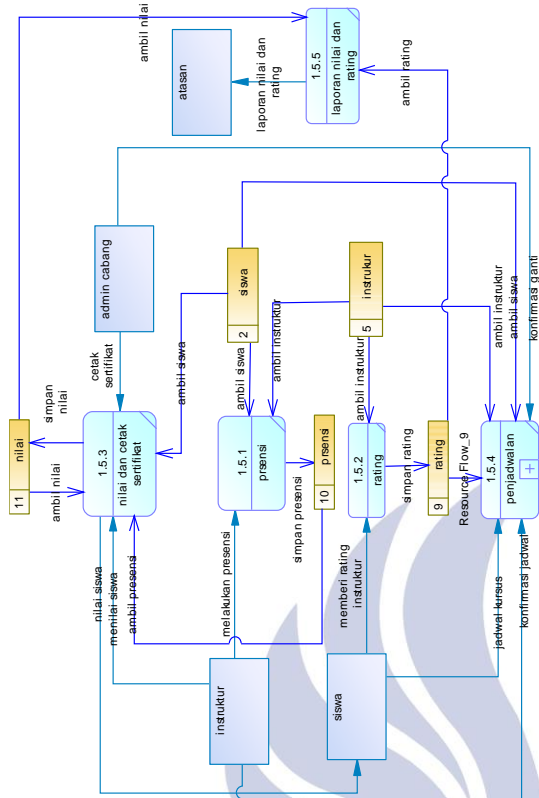 ambil nilai
atasan
laporan nilai dan
rating
1.5.5
laporan nilai dan
rating
ambil rating
admin cabang
cetak
sertifikat
simpan
nilai
11
nilai
ambil nilai
1.5.3
nilai dan cetak
sertifikat
ambil siswa
2
siswa
ambil siswa
ambil instruktur
5
instrukur
ambil instruktur
ambil instruktur
ambil siswa
konfirmasi ganti
nilai siswa
menilai siswa
ambil presensi
1.5.1
prsensi
simpan presensi
10
prsensi
melakukan presensi
1.5.2
rating
simpan rating
9
rating
Resource.Flow_9
1.5.4
penjadwalan
+
memberi rating
instruktur
jadwal kursus
konfirmasi jadwal
instruktur
siswa